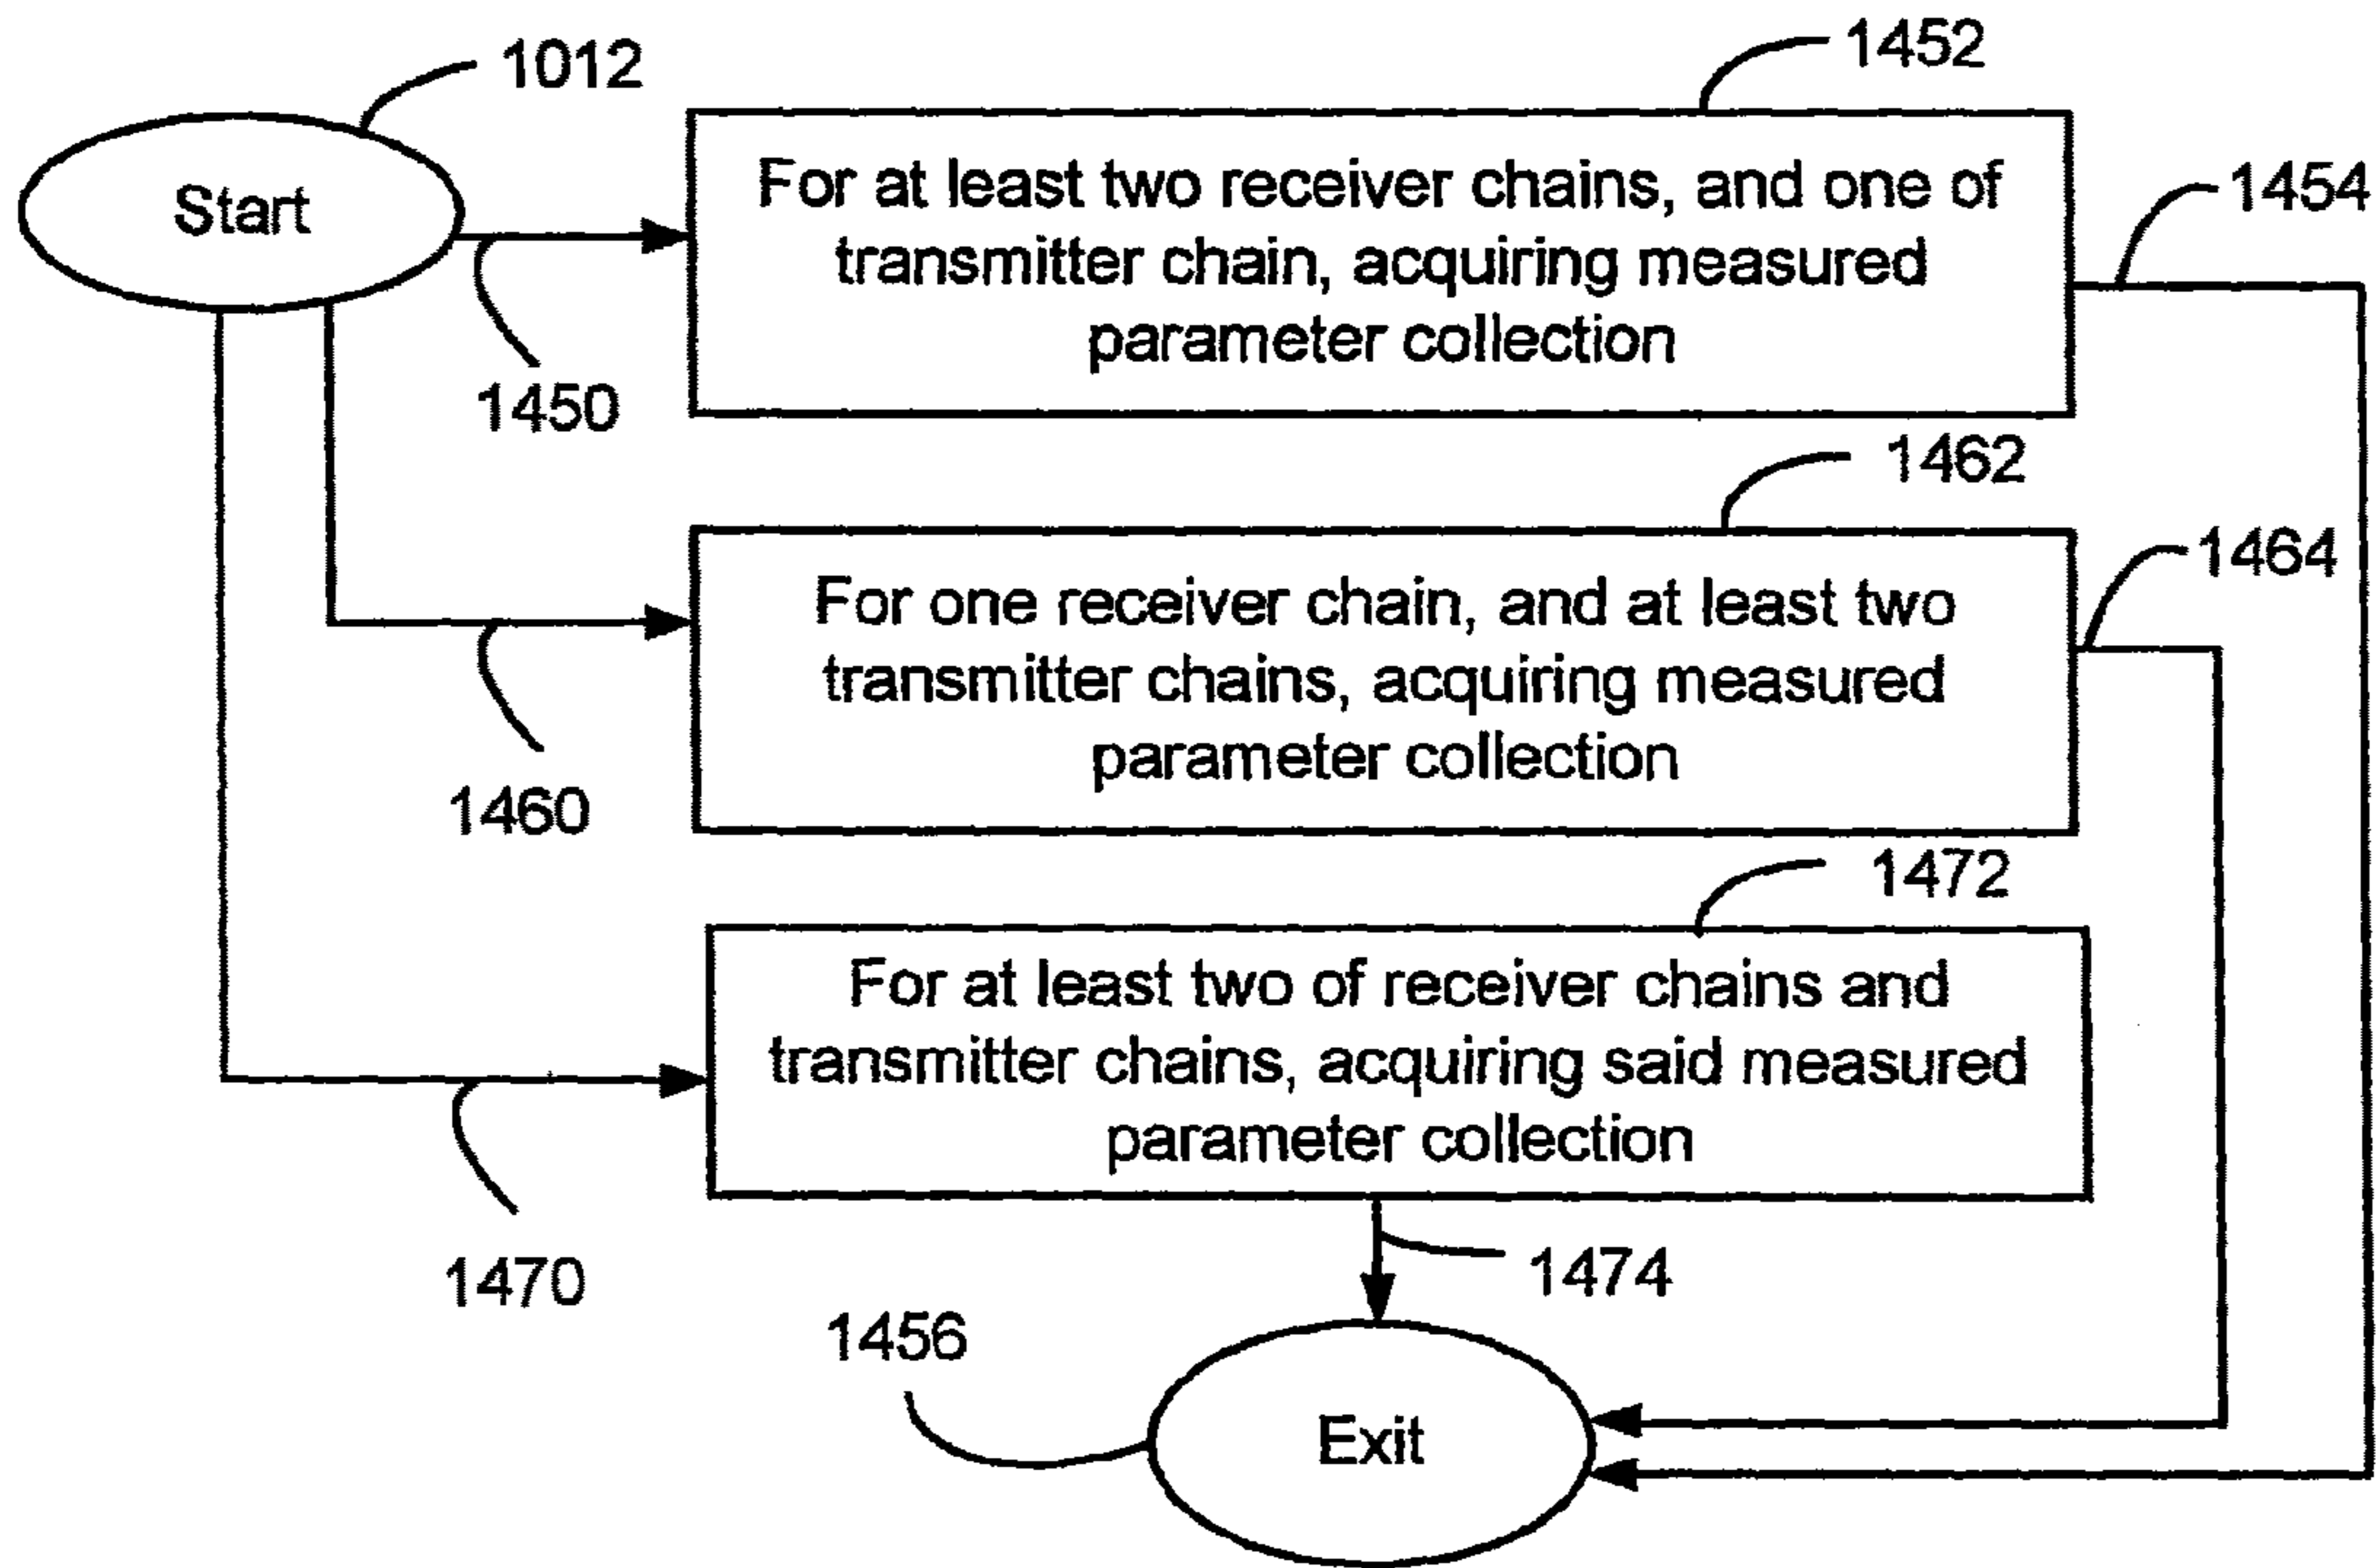 1012
1452
Start
For at least two receiver chains, and one of
transmitter chain, acquiring measured
parameter collection
1454
1450
1462
For one receiver chain, and at least two
transmitter chains, acquiring measured
parameter collection
1464
1460
1472
For at least two of receiver chains and
transmitter chains, acquiring said measured
parameter collection
1470
1474
1456
Exit